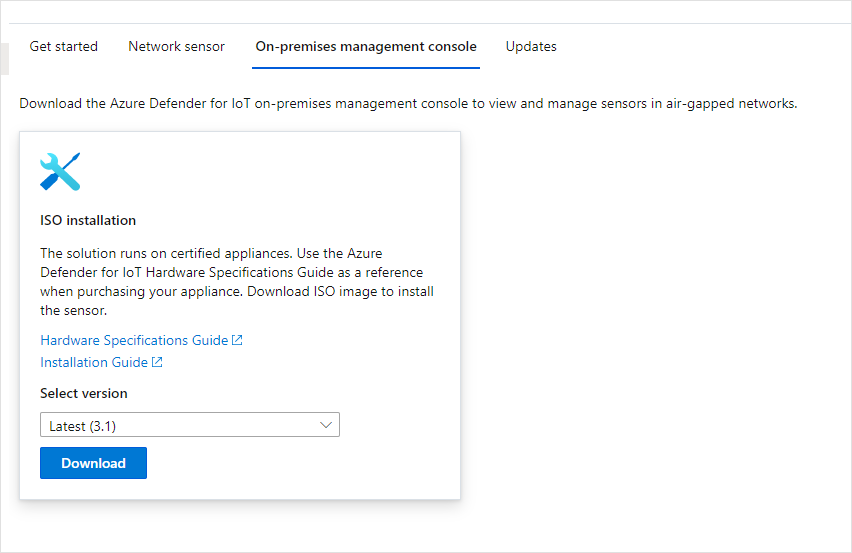 Get started Network sensor On-premises management console Updates
Download the Azure Defender for IoT on-premises management console to view and manage sensors in air-gapped networks.
ISO installation
The solution runs on certified appliances. Use the Azure
Defender for IoT Hardware Specifications Guide as a reference
when purchasing your appliance. Download ISO image to install
the sensor.
Hardware Specifications Guide
Installation Guide
Select version
Latest (3.1)
Download